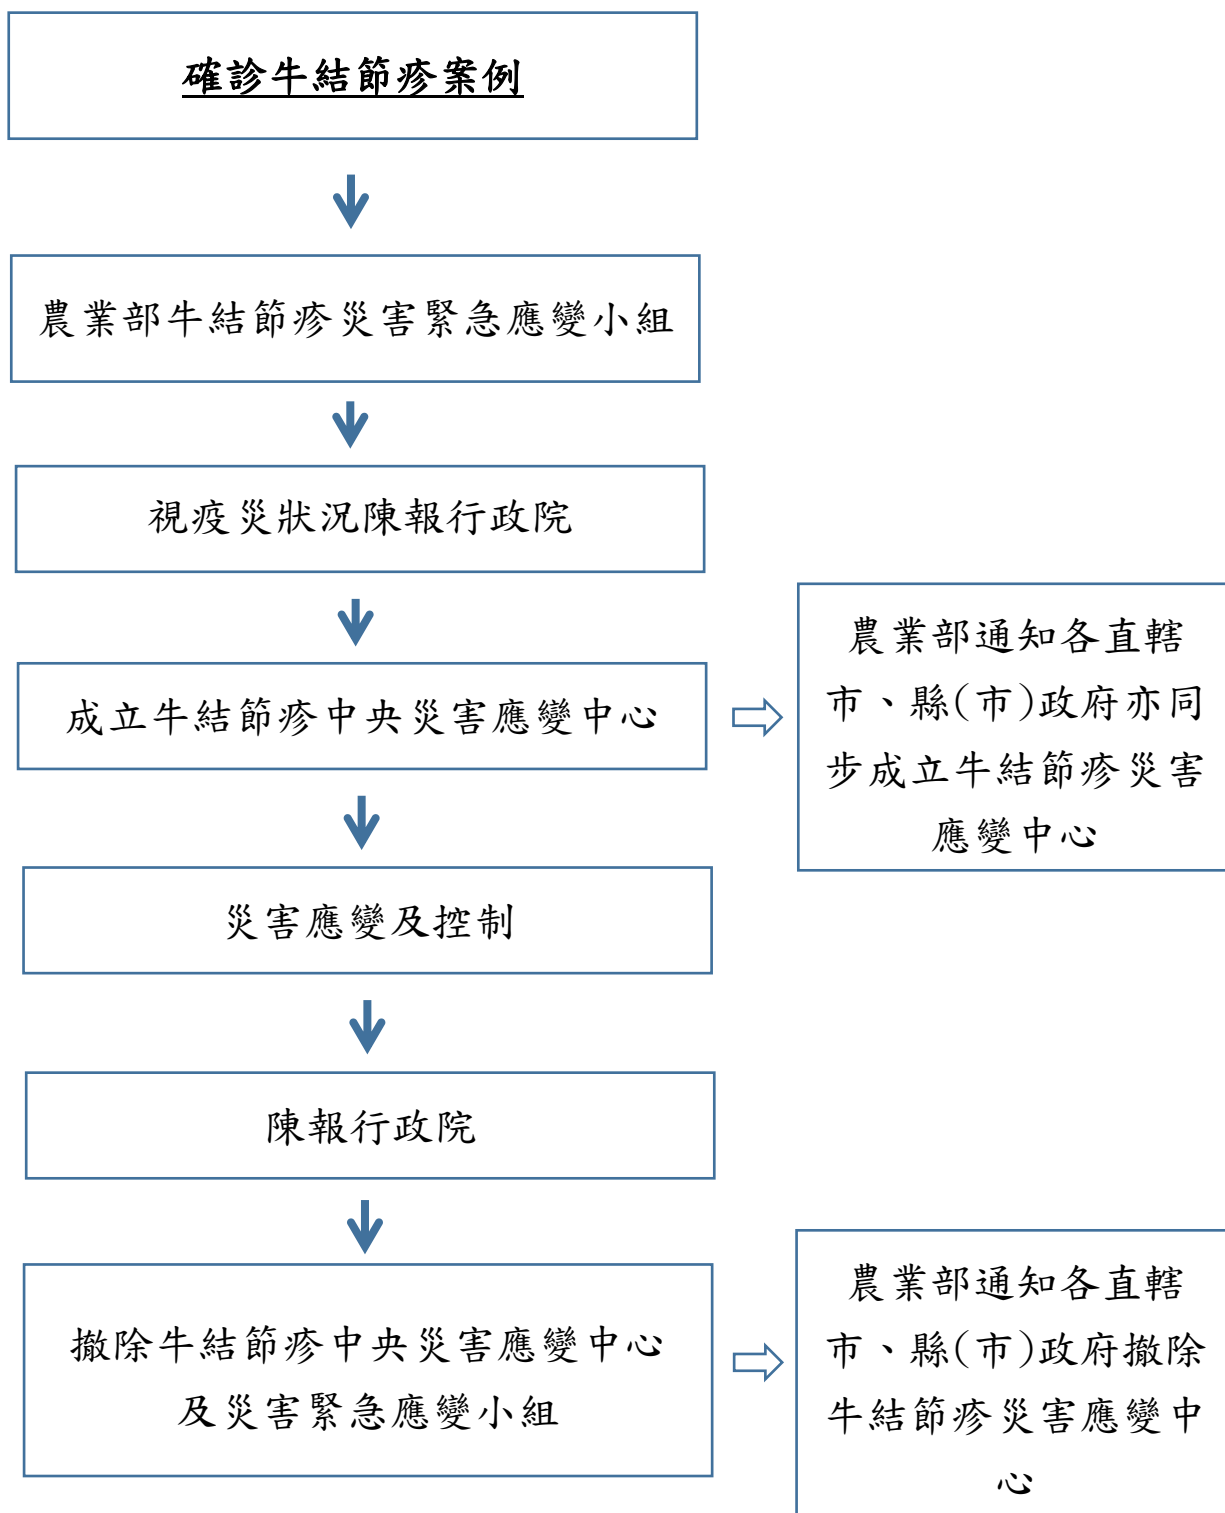 確診牛結節疹案例
農業部牛結節疹災害緊急應變小組
視疫災狀況陳報行政院
成立牛結節疹中央災害應變中心
農業部通知各直轄
市、縣(市)政府亦同
步成立牛結節疹災害
應變中心
災害應變及控制
陳報行政院
撤除牛結節疹中央災害應變中心
及災害緊急應變小組
農業部通知各直轄
市、縣(市)政府撤除
牛結節疹災害應變中
心